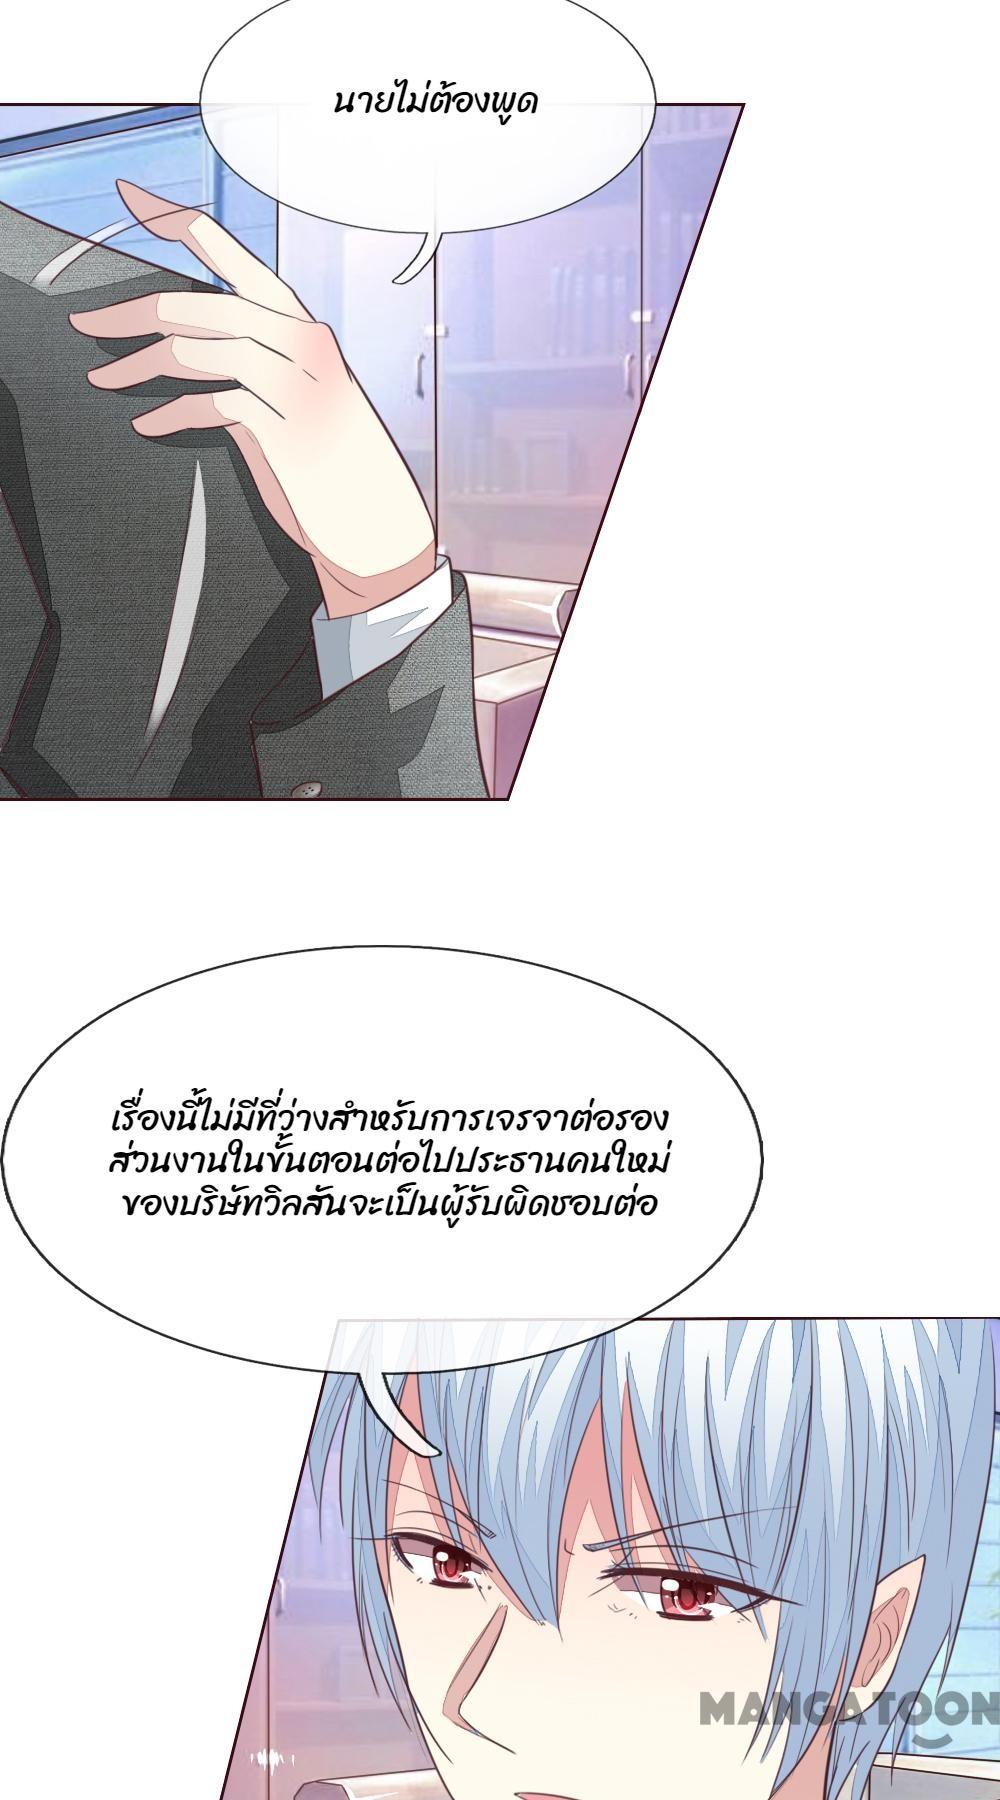 นายไม่ต้องพูด
เรื่องนี้ไม่มีที่ว่างสำหรับการเจรจาต่อรอง
ส่วนงานในขั้นตอนต่อไปประธานคนใหม่
ของบริษัทวิลสันจะเป็นผู้รับผิดชอบต่อ
MANGATOON